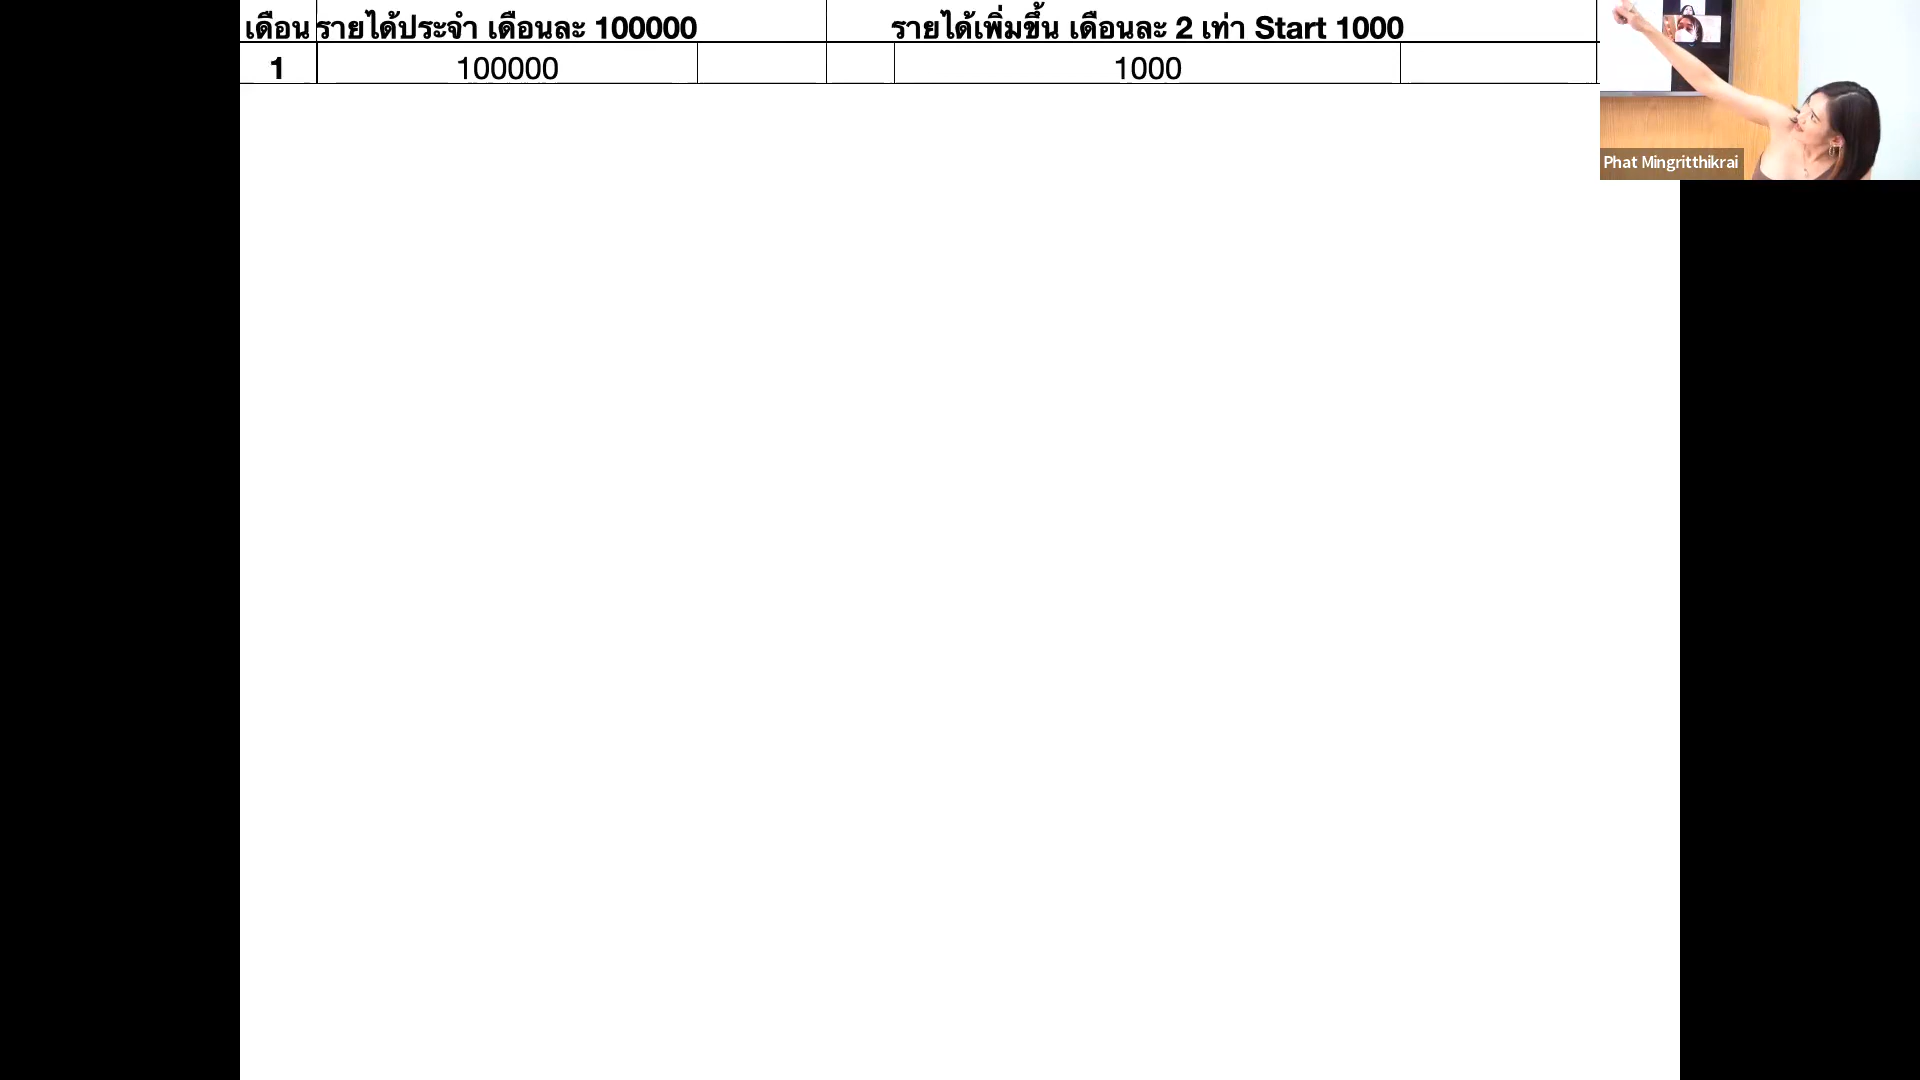 เดือน รายได้ประจำ เดือนละ 100000 รายได้เพิ่มขึ้น เดือนละ 2 เท่า Start 1000
1 100000 1000
Phat Mingritthikrai